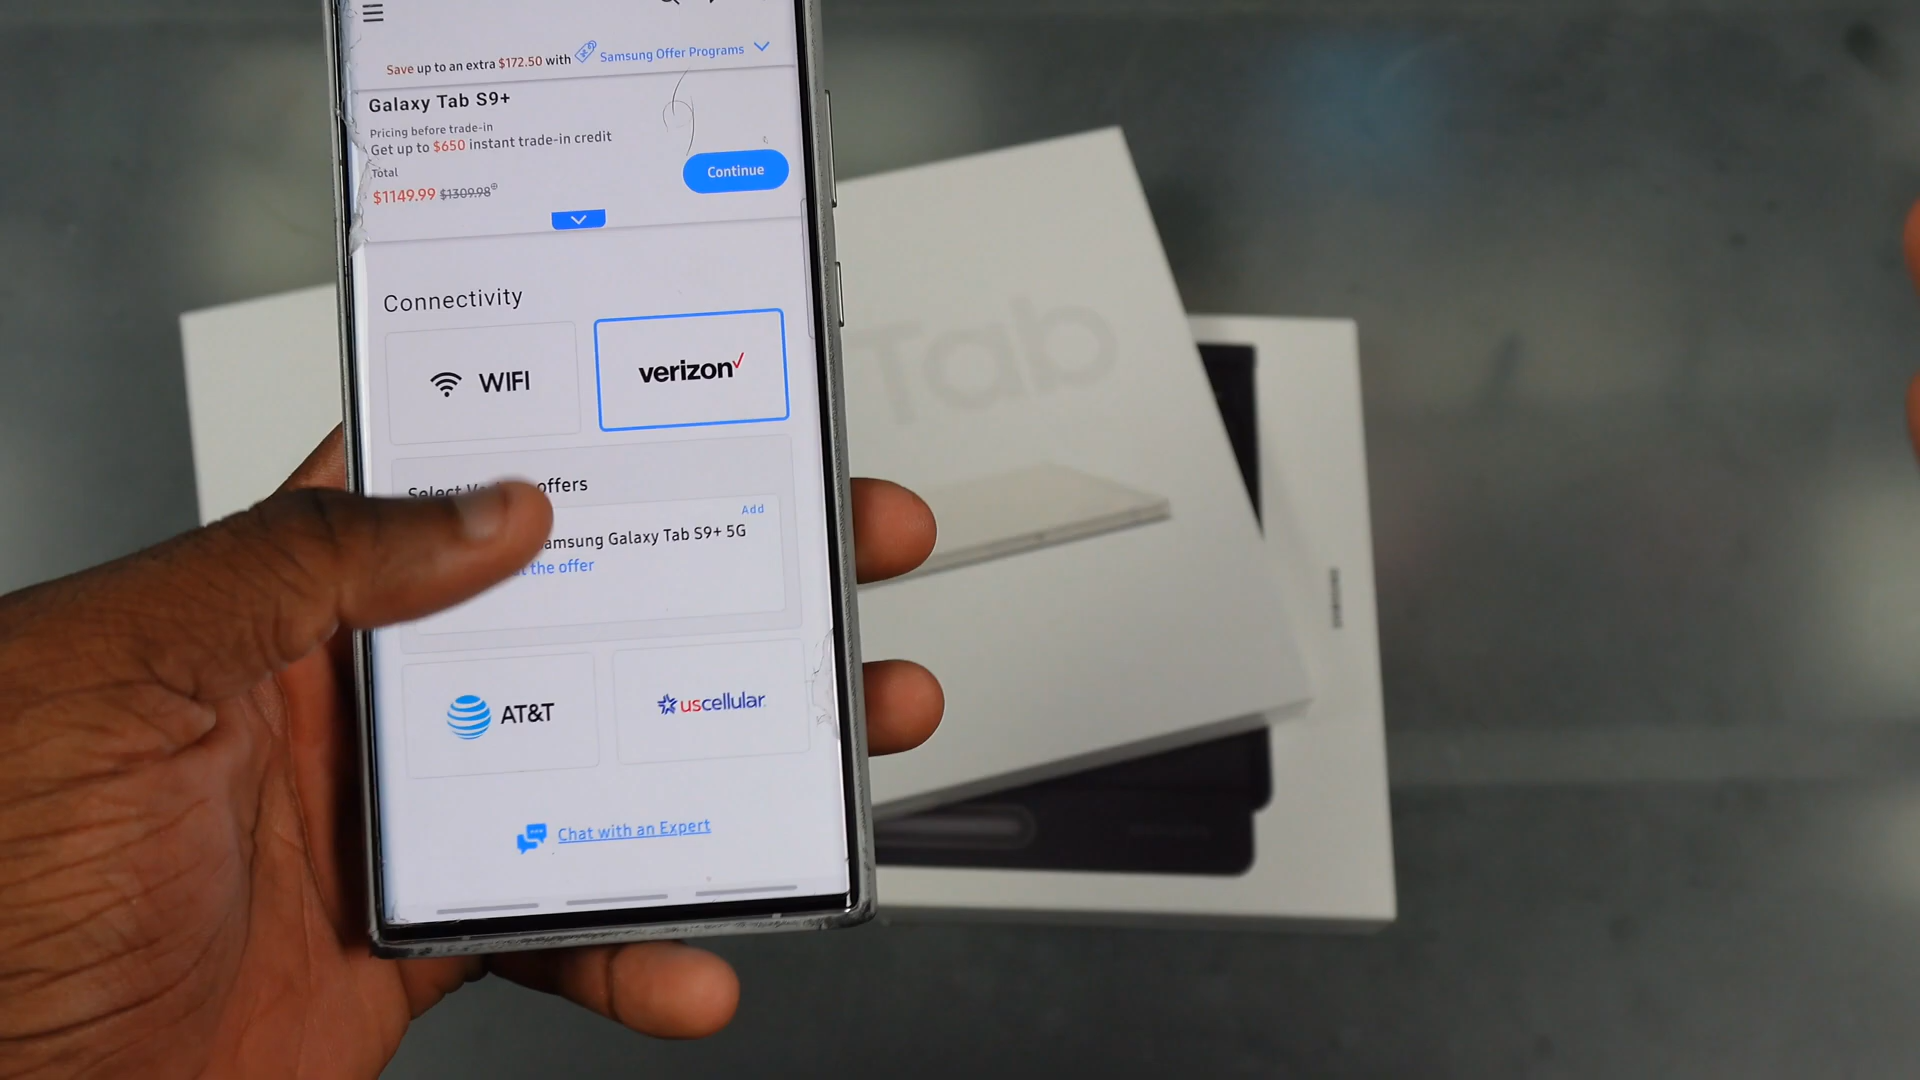 Save up to an extra $172.50 with Samsung Offer Programs
Galaxy Tab S9+
Pricing before trade-in
Get up to $650 instant trade-in credit
Total
$1149.99 $1309.98
Continue
Connectivity
WIFI
verizon
Select offers
Add
Samsung Galaxy Tab S9+ 5G
the offer
AT&T
uscellular
Chat with an Expert
Tab